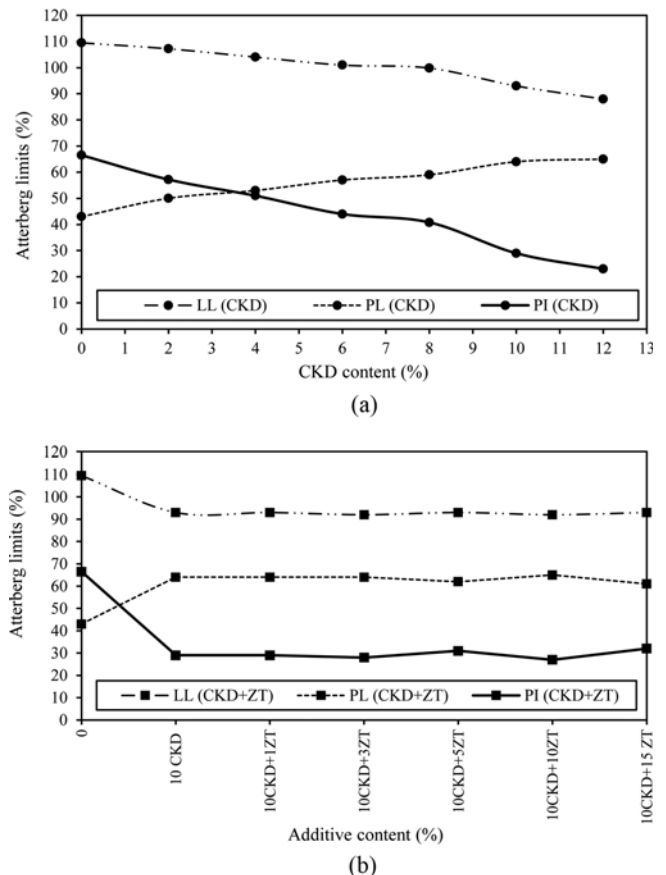 120
110
100
90
80
70
60
50
40
30
20
10
0
Atterberg limits (%)
LL (CKD) PL (CKD) PI (CKD)
0 1 2 3 4 5 6 7 8 9 10 11 12 13
CKD content (%)
(a)
120
110
100
90
80
70
60
50
40
30
20
10
0
Atterberg limits (%)
LL (CKD+ZT) PL (CKD+ZT) PI (CKD+ZT)
0
10 CKD
10CKD+1ZT
10CKD+3ZT
10CKD+5ZT
10CKD+10ZT
10CKD+15 ZT
Additive content (%)
(b)